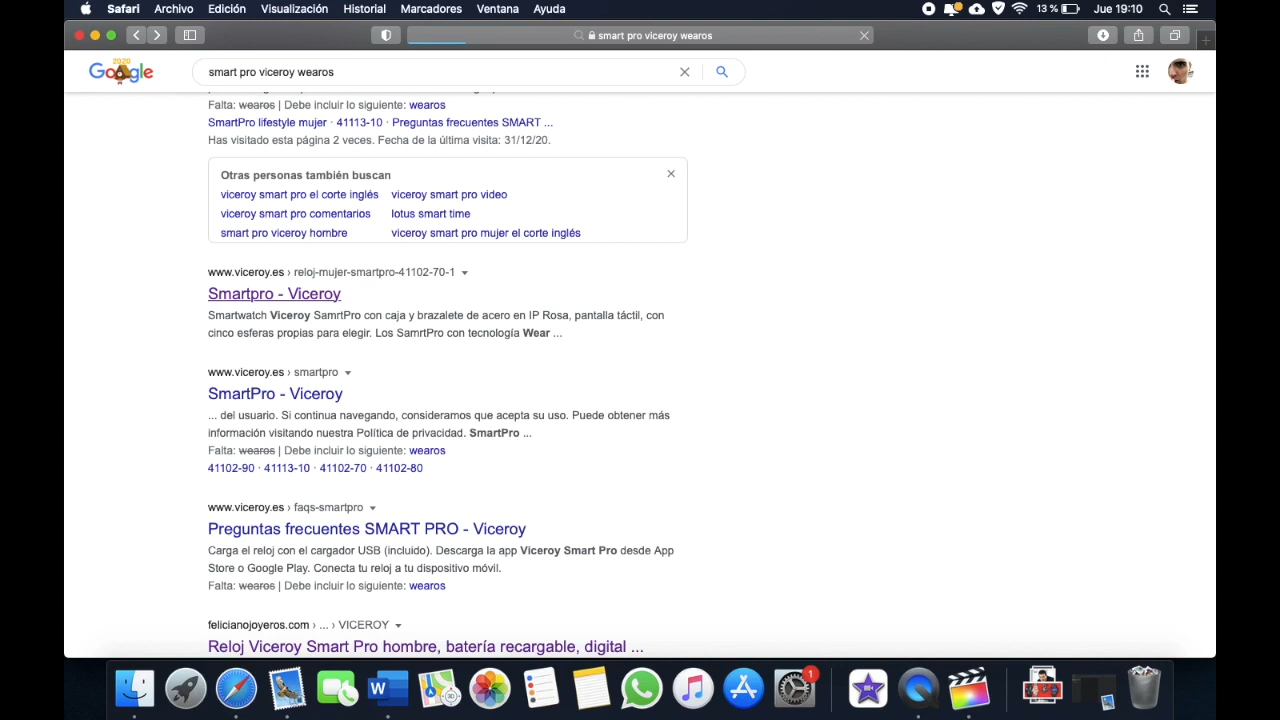 Safari Archivo Edición Visualización Historial Marcadores Ventana Ayuda 13 % Jue 19:10
smart pro viceroy wearos
2020
Google smart pro viceroy wearos
Falta: wearos | Debe incluir lo siguiente: wearos
SmartPro lifestyle mujer · 41113-10 · Preguntas frecuentes SMART ...
Has visitado esta página 2 veces. Fecha de la última visita: 31/12/20.
Otras personas también buscan
viceroy smart pro el corte inglés viceroy smart pro video
viceroy smart pro comentarios lotus smart time
smart pro viceroy hombre viceroy smart pro mujer el corte inglés
www.viceroy.es › reloj-mujer-smartpro-41102-70-1
Smartpro - Viceroy
Smartwatch Viceroy SamrtPro con caja y brazalete de acero en IP Rosa, pantalla táctil, con
cinco esferas propias para elegir. Los SamrtPro con tecnología Wear ...
www.viceroy.es › smartpro
SmartPro - Viceroy
... del usuario. Si continua navegando, consideramos que acepta su uso. Puede obtener más
información visitando nuestra Política de privacidad. SmartPro ...
Falta: wearos | Debe incluir lo siguiente: wearos
41102-90 · 41113-10 · 41102-70 · 41102-80
www.viceroy.es › faqs-smartpro
Preguntas frecuentes SMART PRO - Viceroy
Carga el reloj con el cargador USB (incluido). Descarga la app Viceroy Smart Pro desde App
Store o Google Play. Conecta tu reloj a tu dispositivo móvil.
Falta: wearos | Debe incluir lo siguiente: wearos
felicianojoyeros.com › ... › VICEROY
Reloj Viceroy Smart Pro hombre, batería recargable, digital ...
W 3D 1